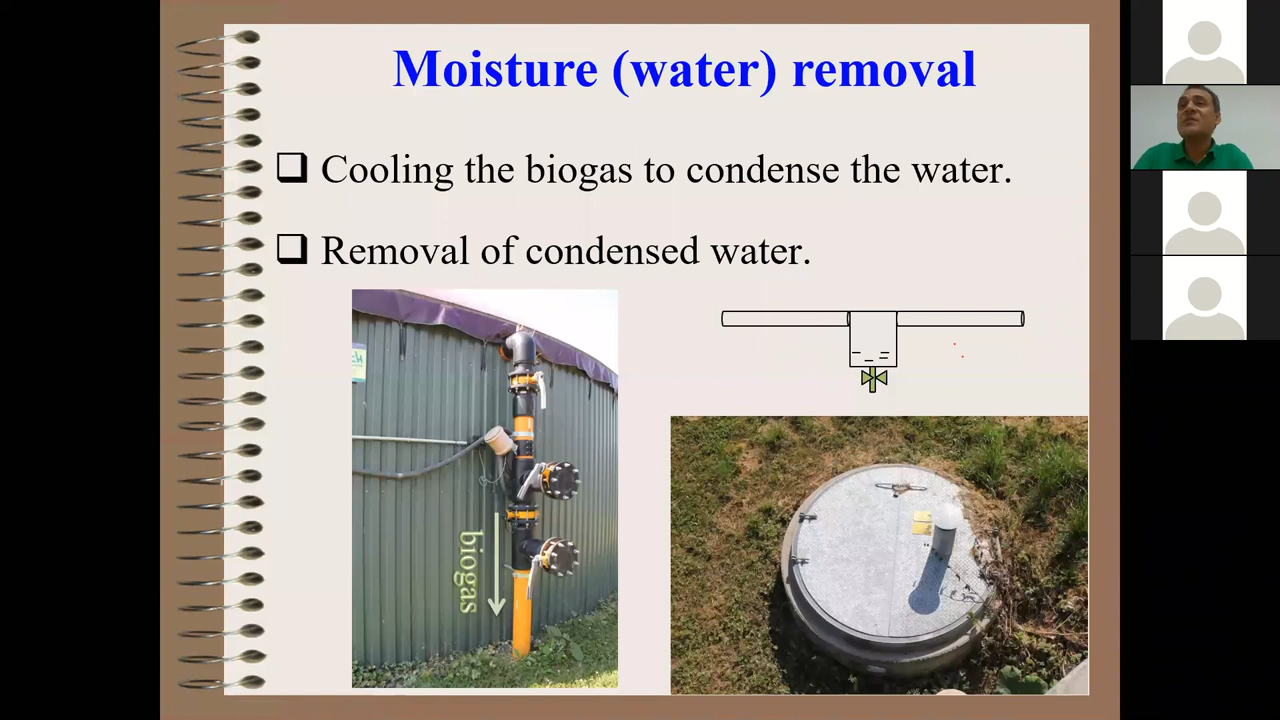 Moisture (water) removal
❑ Cooling the biogas to condense the water.
❑ Removal of condensed water.
biogas